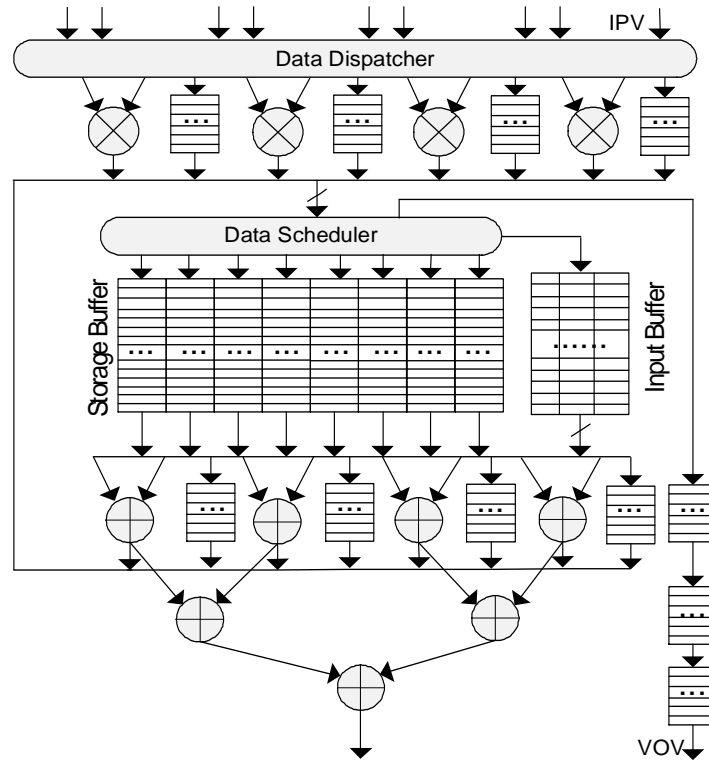 IPV
Data Dispatcher
Data Scheduler
Storage Buffer
Input Buffer
VOV